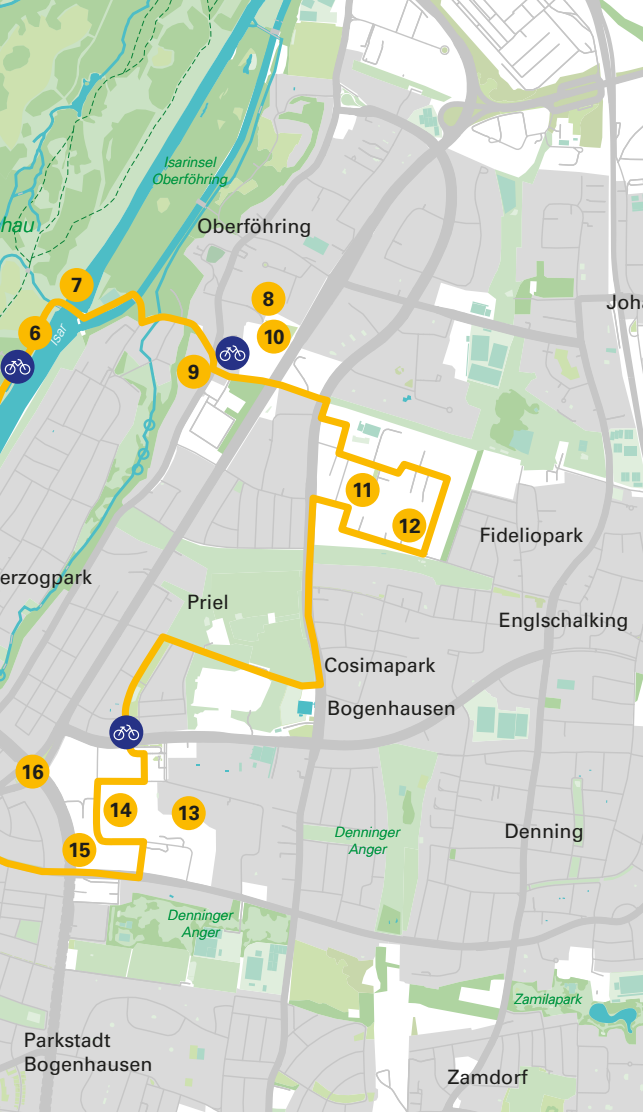 Isarinsel
Oberföhring
Oberföhring
hau
7
8
Joha
6
Isar
10
9
11
12
Fideliopark
erzogpark
Priel
Englschalking
Cosimapark
Bogenhausen
16
14
13
15
Denninger
Anger
Denning
Denninger
Anger
Zamilapark
Parkstadt
Bogenhausen
Zamdorf